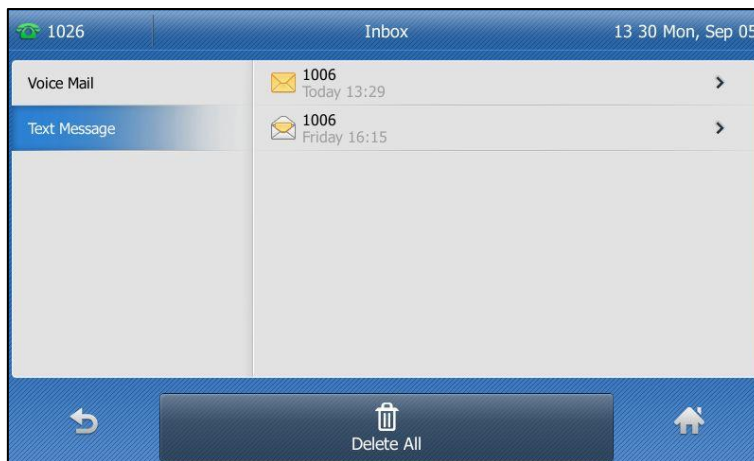 1026 Inbox 13 30 Mon, Sep 05
Voice Mail
Text Message
1006
Today 13:29
1006
Friday 16:15
Delete All